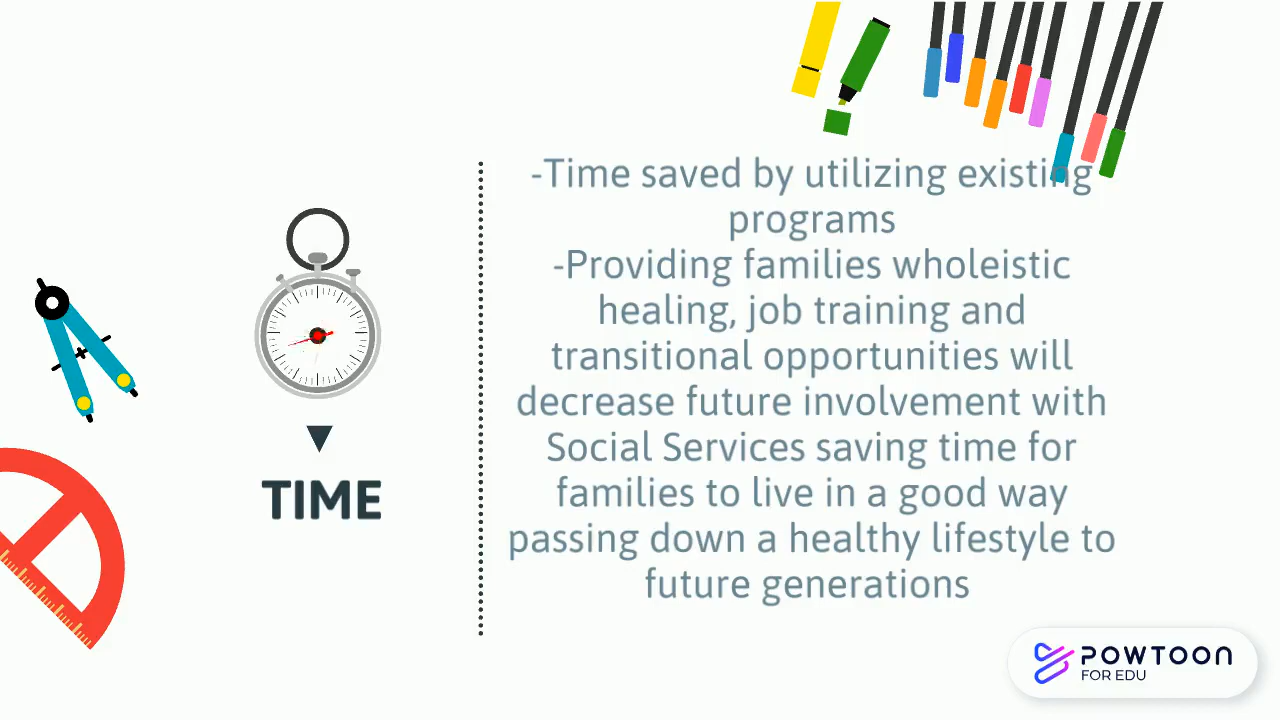 -Time saved by utilizing existing
programs
-Providing families wholeistic
healing, job training and
transitional opportunities will
decrease future involvement with
Social Services saving time for
families to live in a good way
passing down a healthy lifestyle to
future generations
TIME
POWTOON
FOR EDU